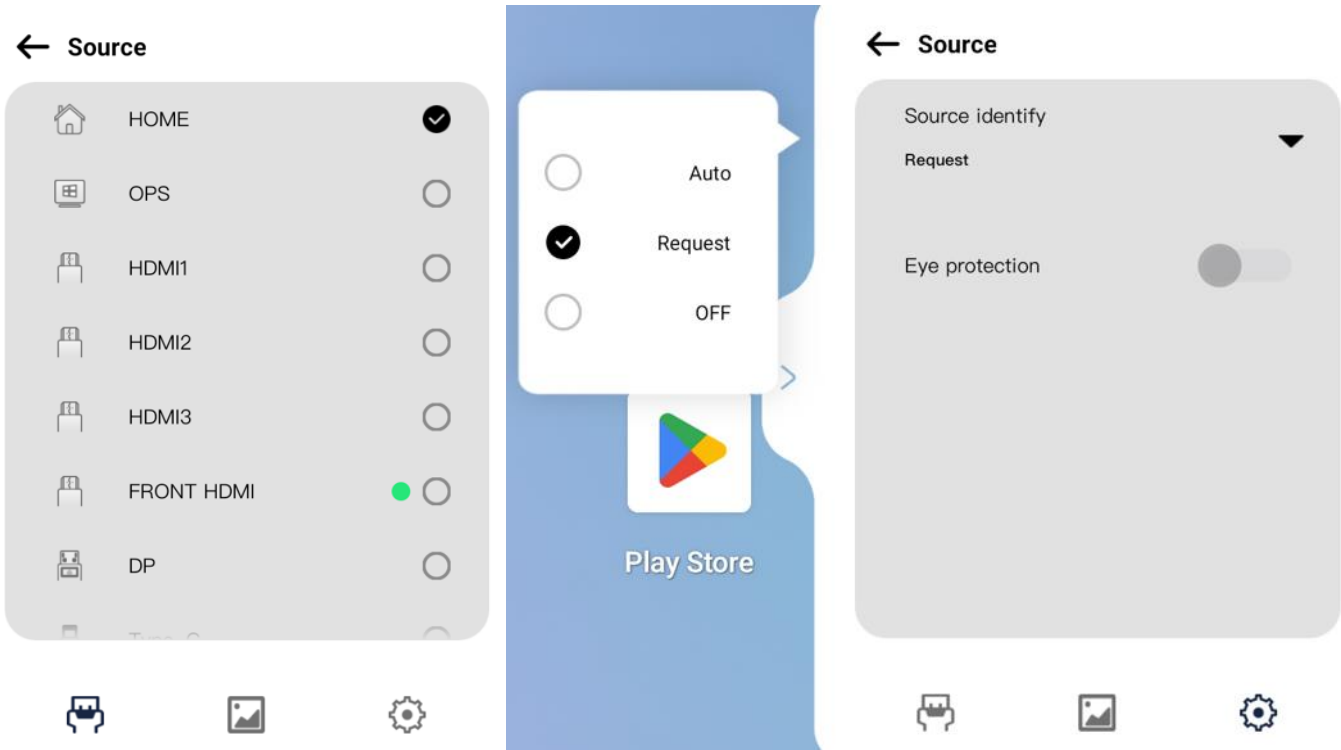 Source
HOME
OPS
HDMI1
HDMI2
HDMI3
FRONT HDMI
DP
Auto
Request
OFF
Play Store
Source
Source identify
Request
Eye protection